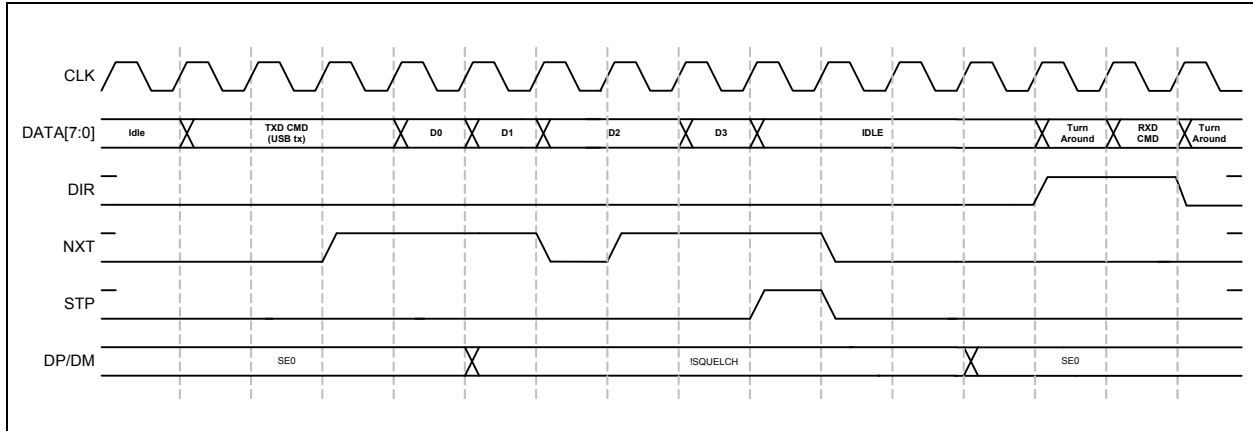 CLK
DATA[7:0]
Idle
TXD CMD
(USB tx)
D0
D1
D2
D3
IDLE
Turn
Around
RXD
CMD
Turn
Around
DIR
NXT
STP
DP/DM
SE0
!SQUELCH
SE0